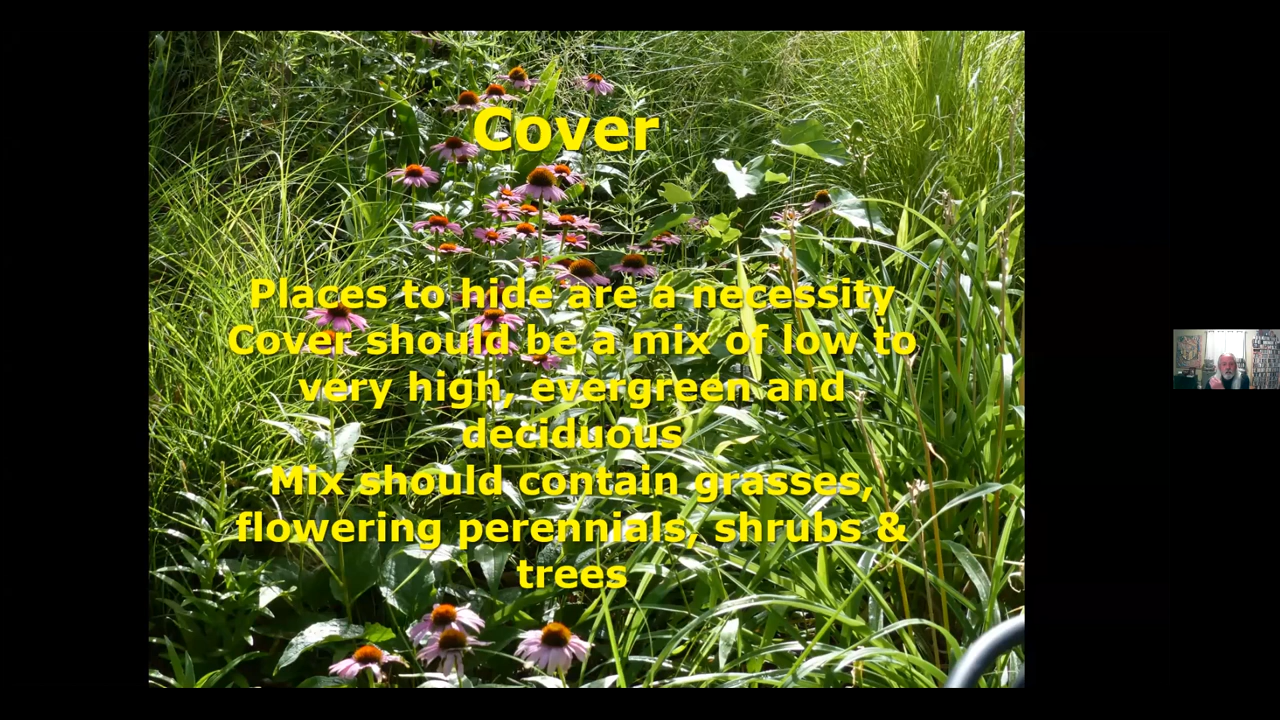 Cover
Places to hide are a necessity
Cover should be a mix of low to
very high, evergreen and
deciduous
Mix should contain grasses,
flowering perennials, shrubs &
trees